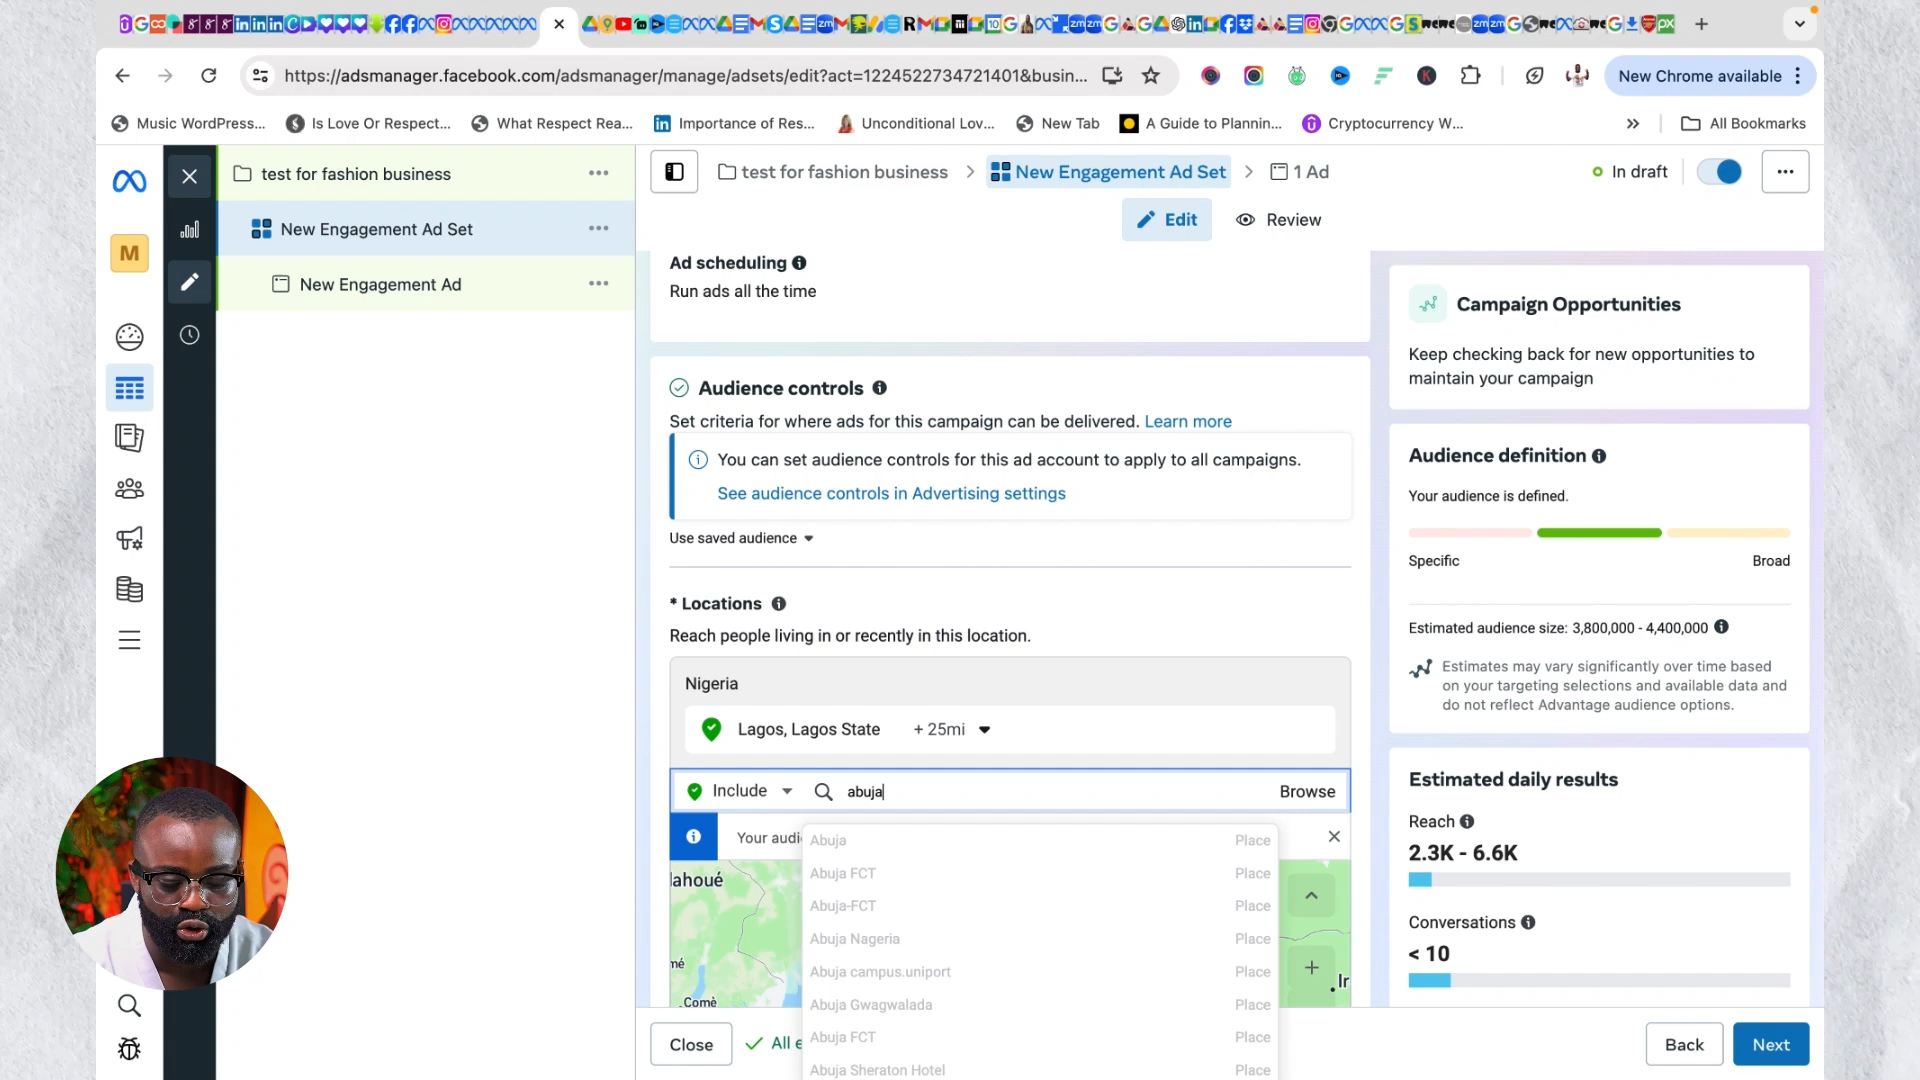 https://adsmanager.facebook.com/adsmanager/manage/adsets/edit?act=1224522734721401&busin...
New Chrome available
Music WordPress...
Is Love Or Respect...
What Respect Rea...
Importance of Res...
Unconditional Lov...
New Tab
A Guide to Plannin...
Cryptocurrency W...
All Bookmarks
M
test for fashion business
New Engagement Ad Set
New Engagement Ad
test for fashion business
New Engagement Ad Set
1 Ad
In draft
Edit
Review
Ad scheduling
Run ads all the time
Audience controls
Set criteria for where ads for this campaign can be delivered. Learn more
You can set audience controls for this ad account to apply to all campaigns.
See audience controls in Advertising settings
Use saved audience
* Locations
Reach people living in or recently in this location.
Nigeria
Lagos, Lagos State + 25mi
Include
abuja
Browse
Your audi
Abuja Place
Abuja FCT Place
Abuja-FCT Place
Abuja Nageria Place
Abuja campus.uniport Place
Abuja Gwagwalada Place
Abuja FCT Place
Abuja Sheraton Hotel Place
lahoué
mé
Comè
Ir
Close
All e
Back
Next
Campaign Opportunities
Keep checking back for new opportunities to
maintain your campaign
Audience definition
Your audience is defined.
Specific
Broad
Estimated audience size: 3,800,000 - 4,400,000
Estimates may vary significantly over time based
on your targeting selections and available data and
do not reflect Advantage audience options.
Estimated daily results
Reach
2.3K - 6.6K
Conversations
< 10